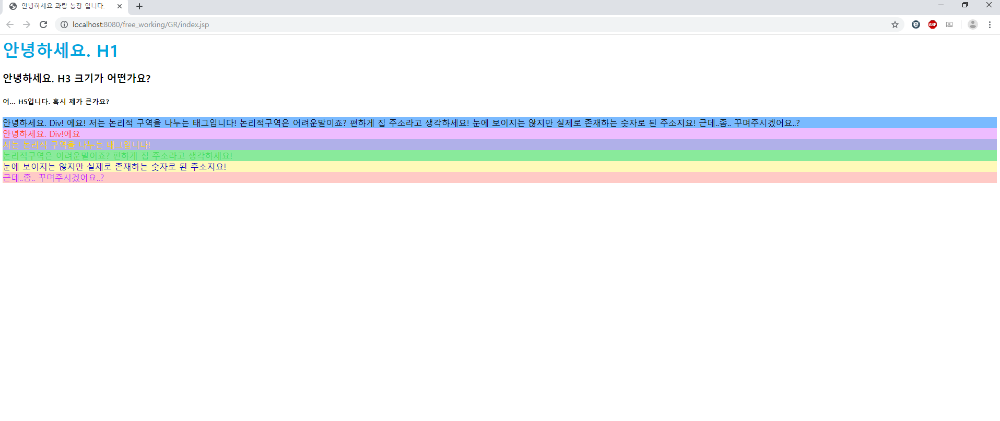 안녕하세요 과랑 농장 입니다.
localhost:8080/free_working/GR/index.jsp
ABP
안녕하세요. H1
안녕하세요. H3 크기가 어떤가요?
어... H5입니다. 혹시 제가 큰가요?
안녕하세요. Div! 에요! 저는 논리적 구역을 나누는 태그입니다! 논리적구역은 어려운말이죠? 편하게 집 주소라고 생각하세요! 눈에 보이지는 않지만 실제로 존재하는 숫자로 된 주소지요! 근데..좀.. 꾸며주시겠어요..?
안녕하세요. Div!에요
저는 논리적 구역을 나누는 태그입니다!
논리적구역은 어려운말이죠? 편하게 집 주소라고 생각하세요!
눈에 보이지는 않지만 실제로 존재하는 숫자로 된 주소지요!
근데..좀.. 꾸며주시겠어요..?